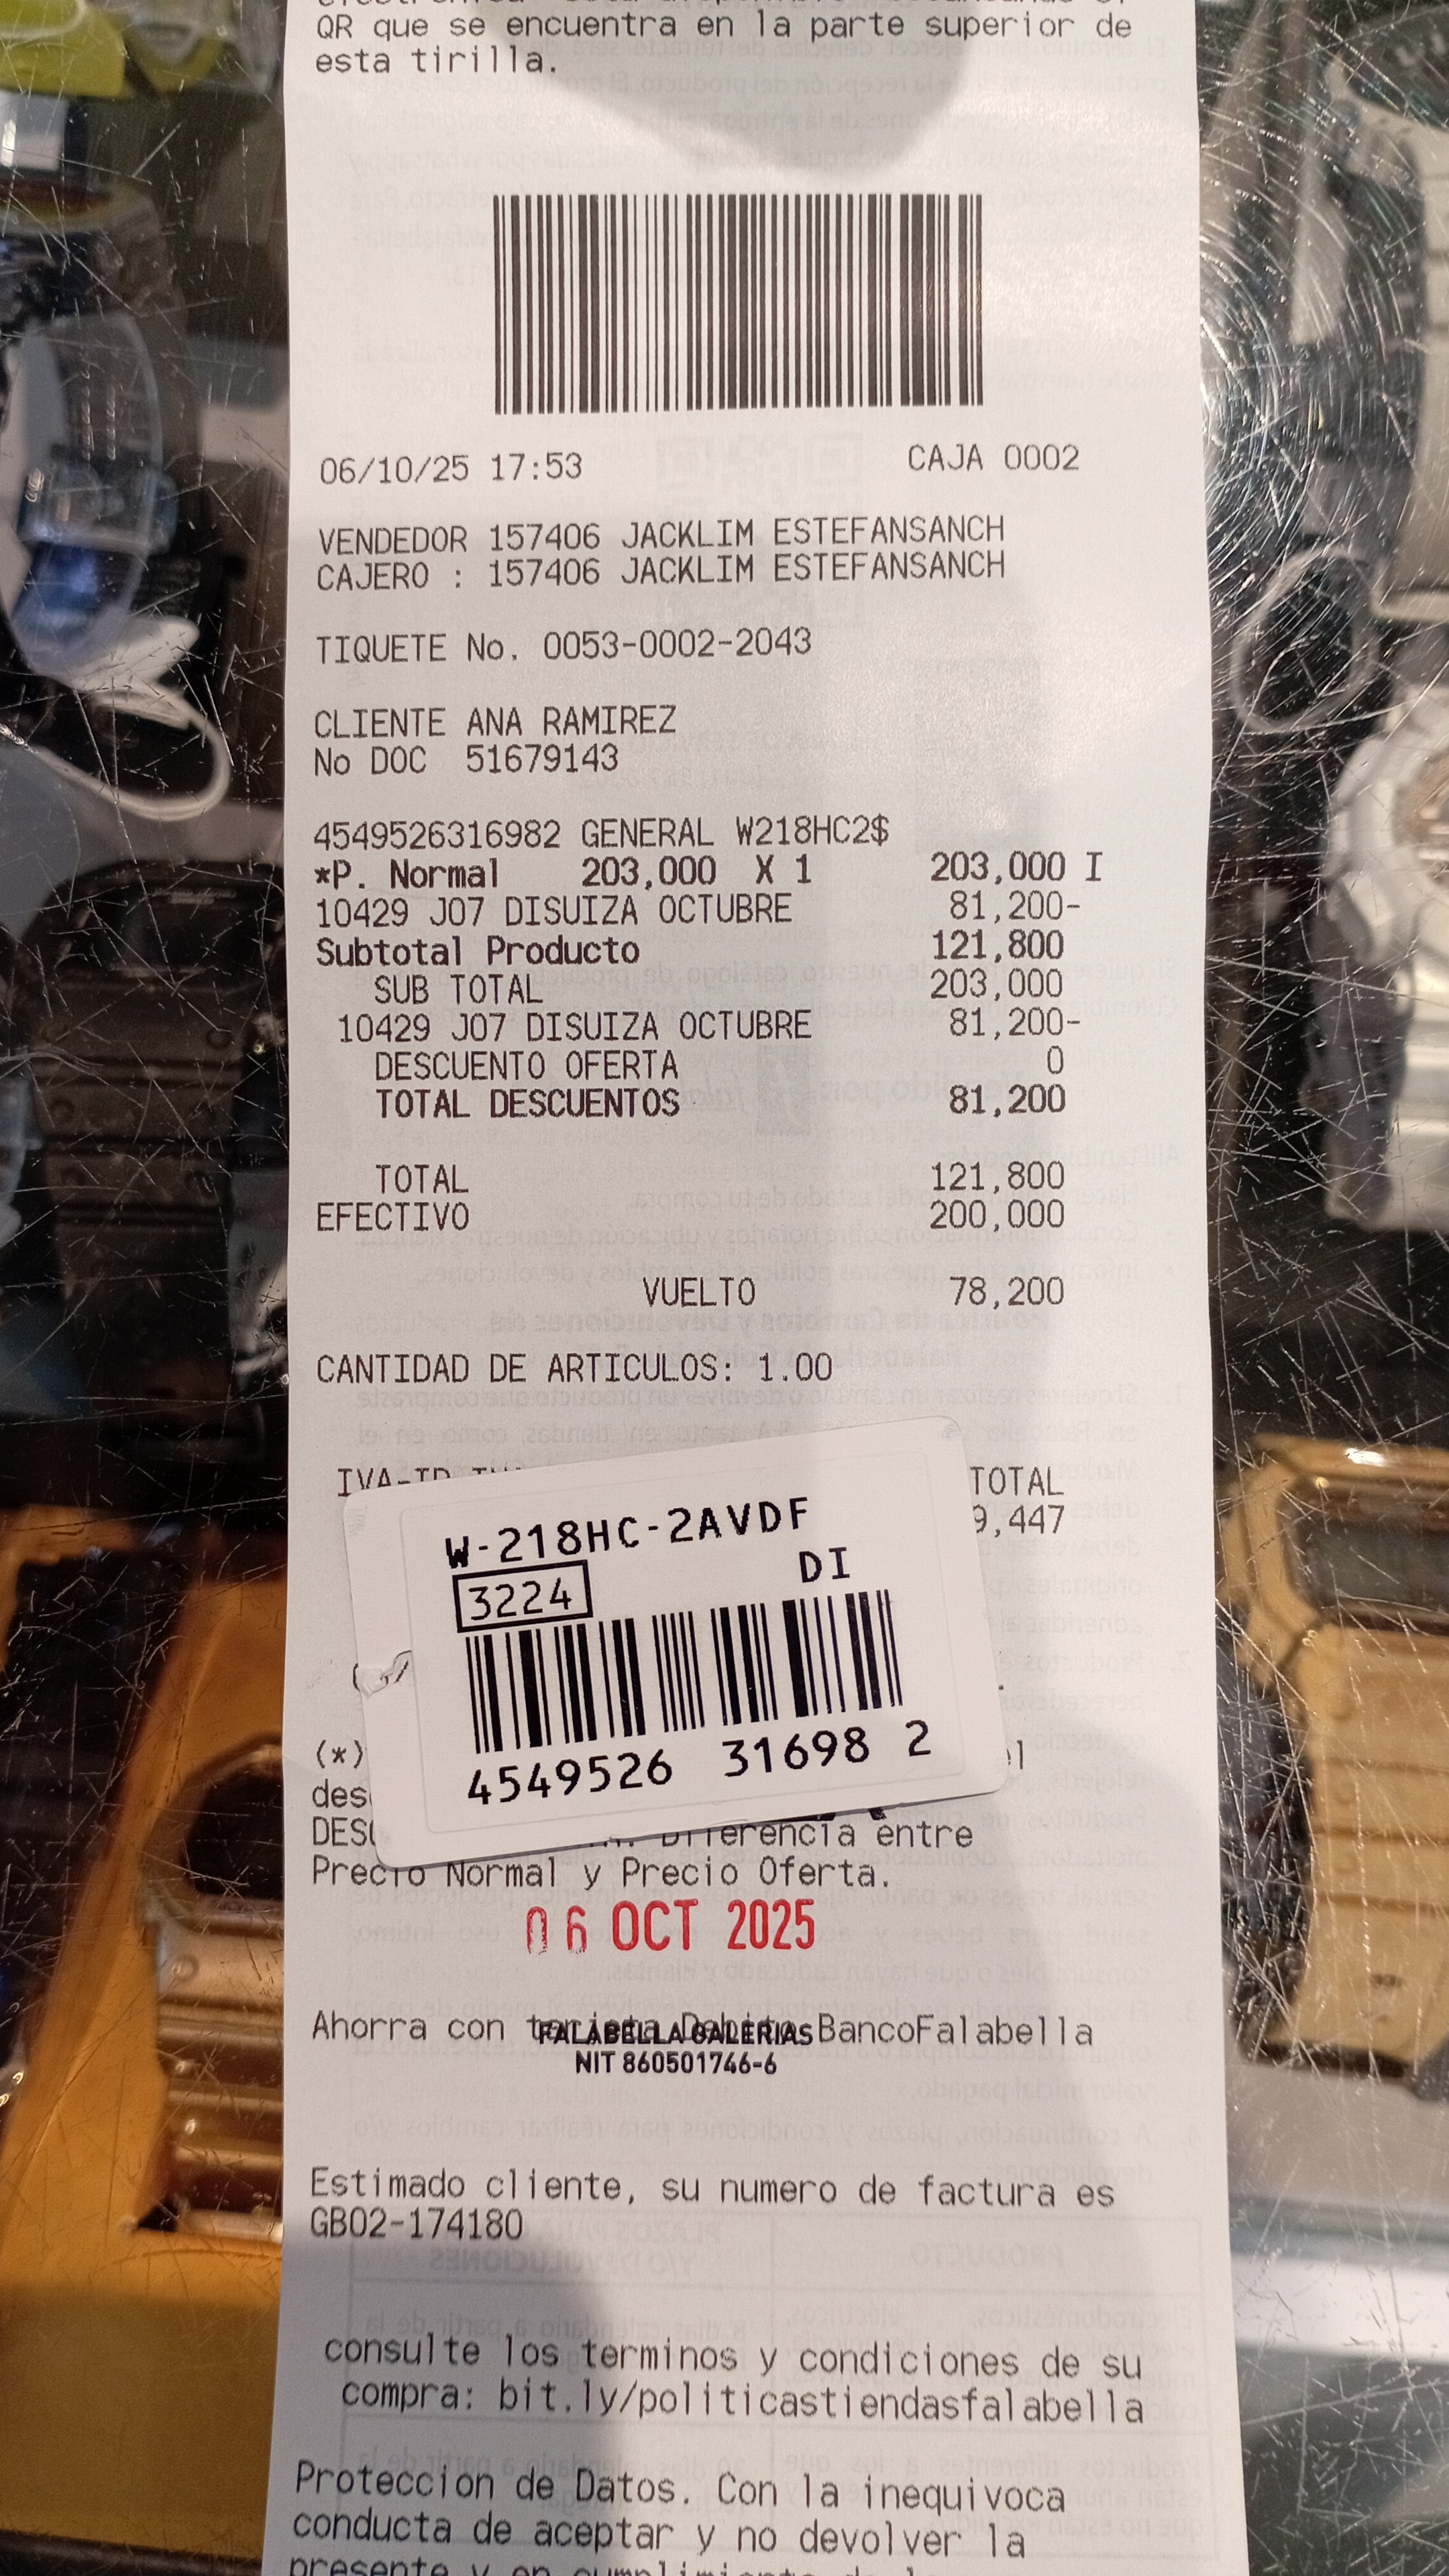 QR que se encuentra en la parte superior de
esta tirilla.
06/10/25 17:53 CAJA 0002
VENDEDOR 157406 JACKLIM ESTEFANSANCH
CAJERO : 157406 JACKLIM ESTEFANSANCH
TIQUETE No. 0053-0002-2043
CLIENTE ANA RAMIREZ
No DOC 51679143
4549526316982 GENERAL W218HC2$
*P. Normal 203,000 X 1 203,000 I
10429 J07 DISUIZA OCTUBRE 81,200-
Subtotal Producto 121,800
SUB TOTAL 203,000
10429 J07 DISUIZA OCTUBRE 81,200-
DESCUENTO OFERTA 0
TOTAL DESCUENTOS 81,200
TOTAL 121,800
EFECTIVO 200,000
VUELTO 78,200
CANTIDAD DE ARTICULOS: 1.00
TOTAL
9,447
W-218HC-2AVDF
3224 DI
4549526 31698 2
(*)
Diferencia entre
Precio Normal y Precio Oferta.
06 OCT 2025
Ahorra con tarjeta Debito BancoFalabella
FALABELLA GALERIAS
NIT 860501746-6
Estimado cliente, su numero de factura es
GB02-174180
consulte los terminos y condiciones de su
compra: bit.ly/politicastiendasfalabella
Proteccion de Datos. Con la inequivoca
conducta de aceptar y no devolver la